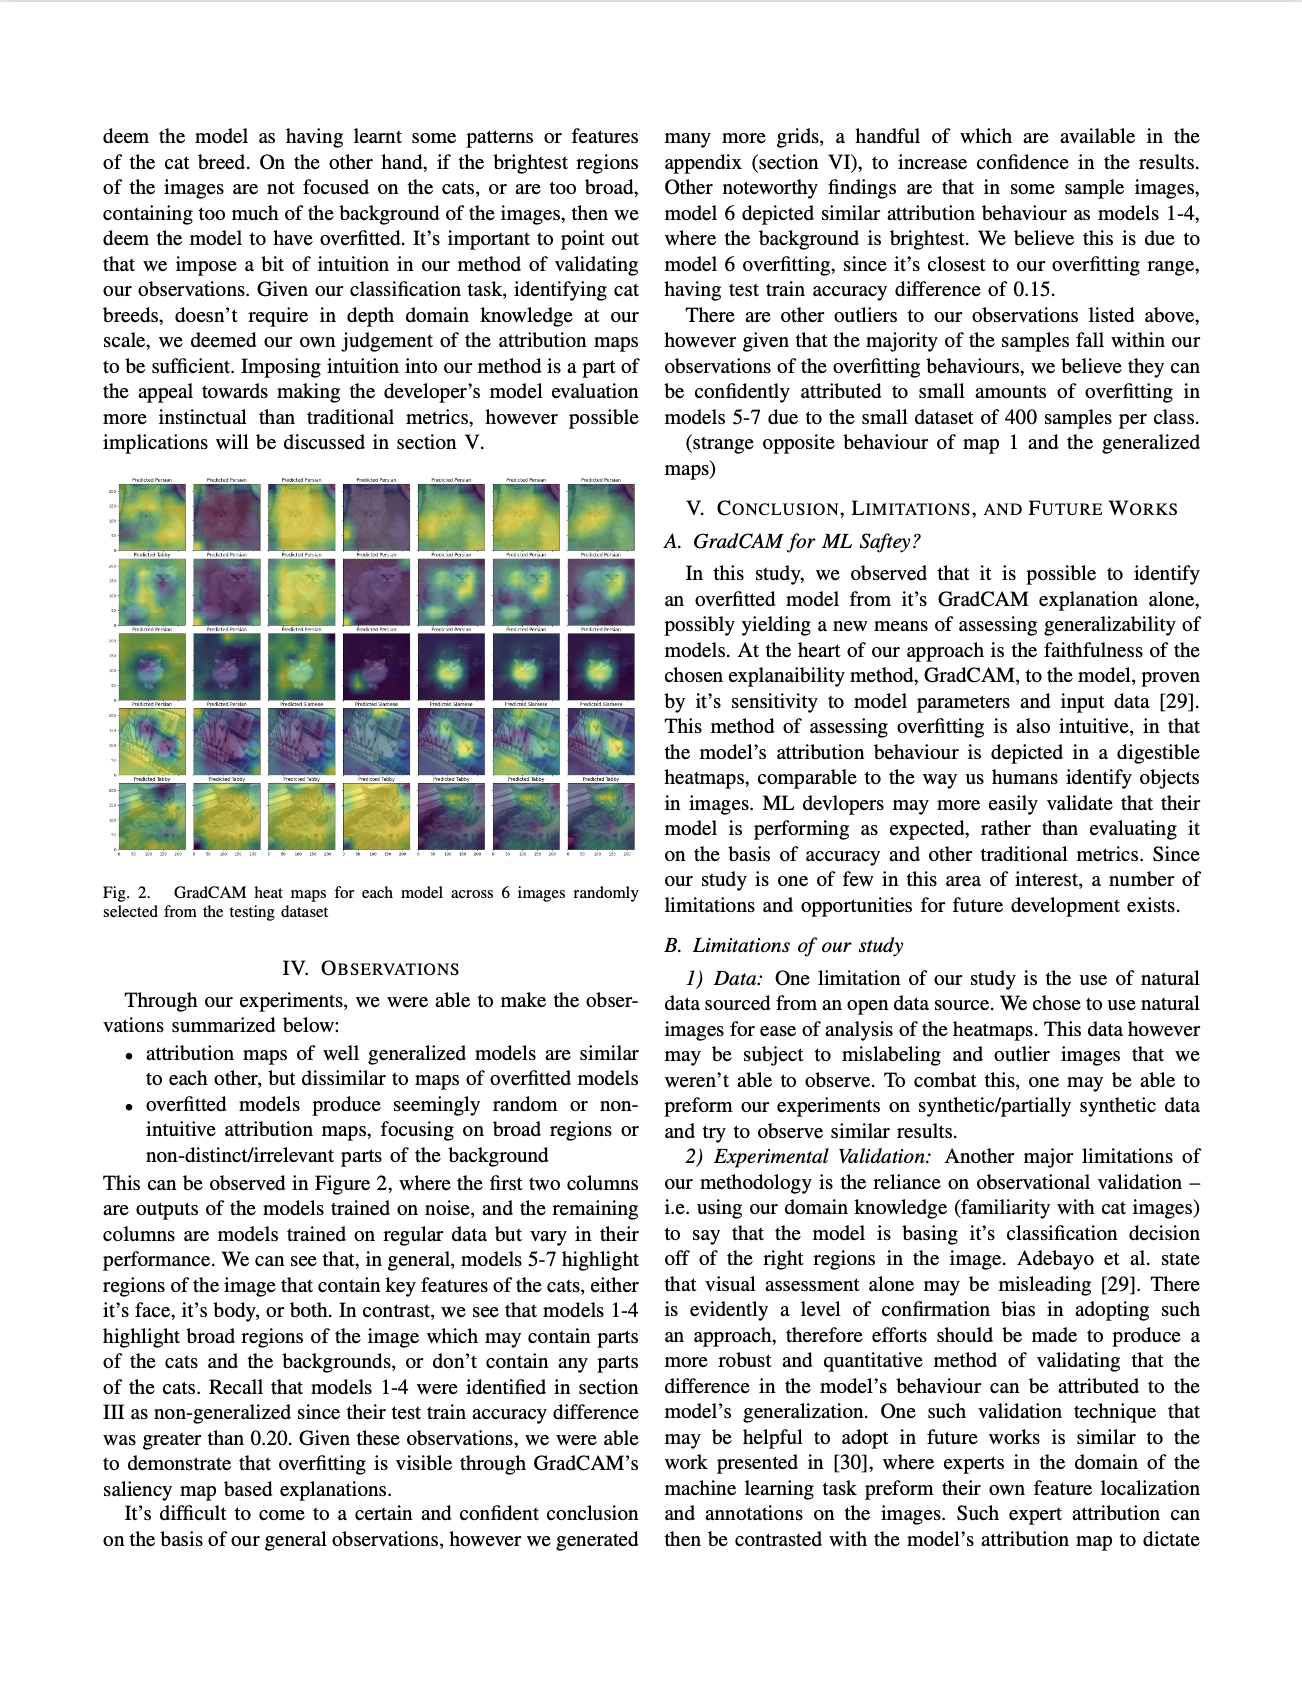 deem the model as having learnt some patterns or features
of the cat breed. On the other hand, if the brightest regions
of the images are not focused on the cats, or are too broad,
containing too much of the background of the images, then we
deem the model to have overfitted. It's important to point out
that we impose a bit of intuition in our method of validating
our observations. Given our classification task, identifying cat
breeds, doesn't require in depth domain knowledge at our
scale, we deemed our own judgement of the attribution maps
to be sufficient. Imposing intuition into our method is a part of
the appeal towards making the developer's model evaluation
more instinctual than traditional metrics, however possible
implications will be discussed in section V.
Predicted Persian Predicted Persian Predicted Persian Predicted Persian Predicted Persian Predicted Persian Predicted Persian
Predicted Tabby Predicted Persian Predicted Persian Predicted Persian Predicted Persian Predicted Persian Predicted Persian
Predicted Persian Predicted Persian Predicted Persian Predicted Persian Predicted Persian Predicted Persian Predicted Persian
Predicted Persian Predicted Persian Predicted Siamese Predicted Siamese Predicted Siamese Predicted Siamese Predicted Siamese
Predicted Tabby Predicted Tabby Predicted Tabby Predicted Tabby Predicted Tabby Predicted Tabby Predicted Tabby
0 50 100 150 200 0 50 100 150 200 0 50 100 150 200 0 50 100 150 200 0 50 100 150 200 0 50 100 150 200 0 50 100 150 200
Fig. 2. GradCAM heat maps for each model across 6 images randomly
selected from the testing dataset
IV. OBSERVATIONS
Through our experiments, we were able to make the obser-
vations summarized below:
• attribution maps of well generalized models are similar
to each other, but dissimilar to maps of overfitted models
• overfitted models produce seemingly random or non-
intuitive attribution maps, focusing on broad regions or
non-distinct/irrelevant parts of the background
This can be observed in Figure 2, where the first two columns
are outputs of the models trained on noise, and the remaining
columns are models trained on regular data but vary in their
performance. We can see that, in general, models 5-7 highlight
regions of the image that contain key features of the cats, either
it's face, it's body, or both. In contrast, we see that models 1-4
highlight broad regions of the image which may contain parts
of the cats and the backgrounds, or don't contain any parts
of the cats. Recall that models 1-4 were identified in section
III as non-generalized since their test train accuracy difference
was greater than 0.20. Given these observations, we were able
to demonstrate that overfitting is visible through GradCAM's
saliency map based explanations.
It's difficult to come to a certain and confident conclusion
on the basis of our general observations, however we generated
many more grids, a handful of which are available in the
appendix (section VI), to increase confidence in the results.
Other noteworthy findings are that in some sample images,
model 6 depicted similar attribution behaviour as models 1-4,
where the background is brightest. We believe this is due to
model 6 overfitting, since it's closest to our overfitting range,
having test train accuracy difference of 0.15.
There are other outliers to our observations listed above,
however given that the majority of the samples fall within our
observations of the overfitting behaviours, we believe they can
be confidently attributed to small amounts of overfitting in
models 5-7 due to the small dataset of 400 samples per class.
(strange opposite behaviour of map 1 and the generalized
maps)
V. CONCLUSION, LIMITATIONS, AND FUTURE WORKS
A. GradCAM for ML Saftey?
In this study, we observed that it is possible to identify
an overfitted model from it's GradCAM explanation alone,
possibly yielding a new means of assessing generalizability of
models. At the heart of our approach is the faithfulness of the
chosen explanaibility method, GradCAM, to the model, proven
by it's sensitivity to model parameters and input data [29].
This method of assessing overfitting is also intuitive, in that
the model's attribution behaviour is depicted in a digestible
heatmaps, comparable to the way us humans identify objects
in images. ML devlopers may more easily validate that their
model is performing as expected, rather than evaluating it
on the basis of accuracy and other traditional metrics. Since
our study is one of few in this area of interest, a number of
limitations and opportunities for future development exists.
B. Limitations of our study
1) Data: One limitation of our study is the use of natural
data sourced from an open data source. We chose to use natural
images for ease of analysis of the heatmaps. This data however
may be subject to mislabeling and outlier images that we
weren't able to observe. To combat this, one may be able to
preform our experiments on synthetic/partially synthetic data
and try to observe similar results.
2) Experimental Validation: Another major limitations of
our methodology is the reliance on observational validation –
i.e. using our domain knowledge (familiarity with cat images)
to say that the model is basing it's classification decision
off of the right regions in the image. Adebayo et al. state
that visual assessment alone may be misleading [29]. There
is evidently a level of confirmation bias in adopting such
an approach, therefore efforts should be made to produce a
more robust and quantitative method of validating that the
difference in the model's behaviour can be attributed to the
model's generalization. One such validation technique that
may be helpful to adopt in future works is similar to the
work presented in [30], where experts in the domain of the
machine learning task preform their own feature localization
and annotations on the images. Such expert attribution can
then be contrasted with the model's attribution map to dictate